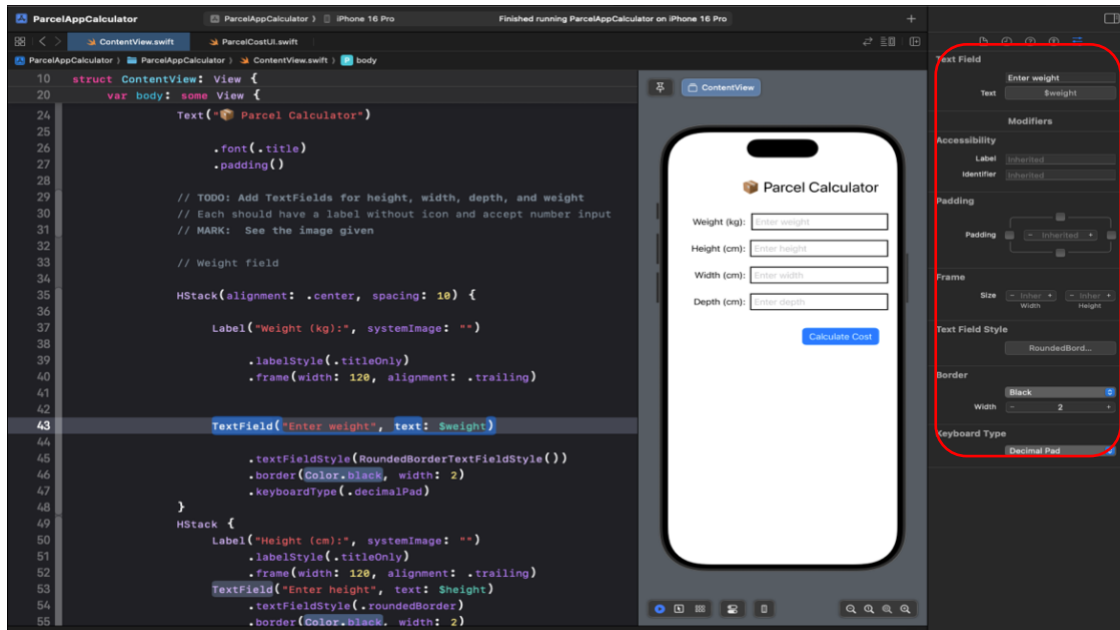 ParcelAppCalculator
ParcelAppCalculator ⟩ iPhone 16 Pro
Finished running ParcelAppCalculator on iPhone 16 Pro
ContentView.swift
ParcelCostUI.swift
ParcelAppCalculator ⟩ ParcelAppCalculator ⟩ ContentView.swift ⟩ P body
10 struct ContentView: View {
20 var body: some View {
24 Text("📦 Parcel Calculator")
25
26 .font(.title)
27 .padding()
28
29 // TODO: Add TextFields for height, width, depth, and weight
30 // Each should have a label without icon and accept number input
31 // MARK: See the image given
32
33 // Weight field
34
35 HStack(alignment: .center, spacing: 10) {
36
37 Label("Weight (kg):", systemImage: "")
38
39 .labelStyle(.titleOnly)
40 .frame(width: 120, alignment: .trailing)
41
42
43 TextField("Enter weight", text: $weight)
44
45 .textFieldStyle(RoundedBorderTextFieldStyle())
46 .border(Color.black, width: 2)
47 .keyboardType(.decimalPad)
48 }
49 HStack {
50 Label("Height (cm):", systemImage: "")
51 .labelStyle(.titleOnly)
52 .frame(width: 120, alignment: .trailing)
53 TextField("Enter height", text: $height)
54 .textFieldStyle(.roundedBorder)
55 .border(Color.black, width: 2)
ContentView
📦 Parcel Calculator
Weight (kg): Enter weight
Height (cm): Enter height
Width (cm): Enter width
Depth (cm): Enter depth
Calculate Cost
Text Field
Enter weight
Text $weight
Modifiers
Accessibility
Label Inherited
Identifier Inherited
Padding
Padding - Inherited +
Frame
Size - Inher + - Inher +
Width Height
Text Field Style
RoundedBord...
Border
Black
Width - 2 +
Keyboard Type
Decimal Pad